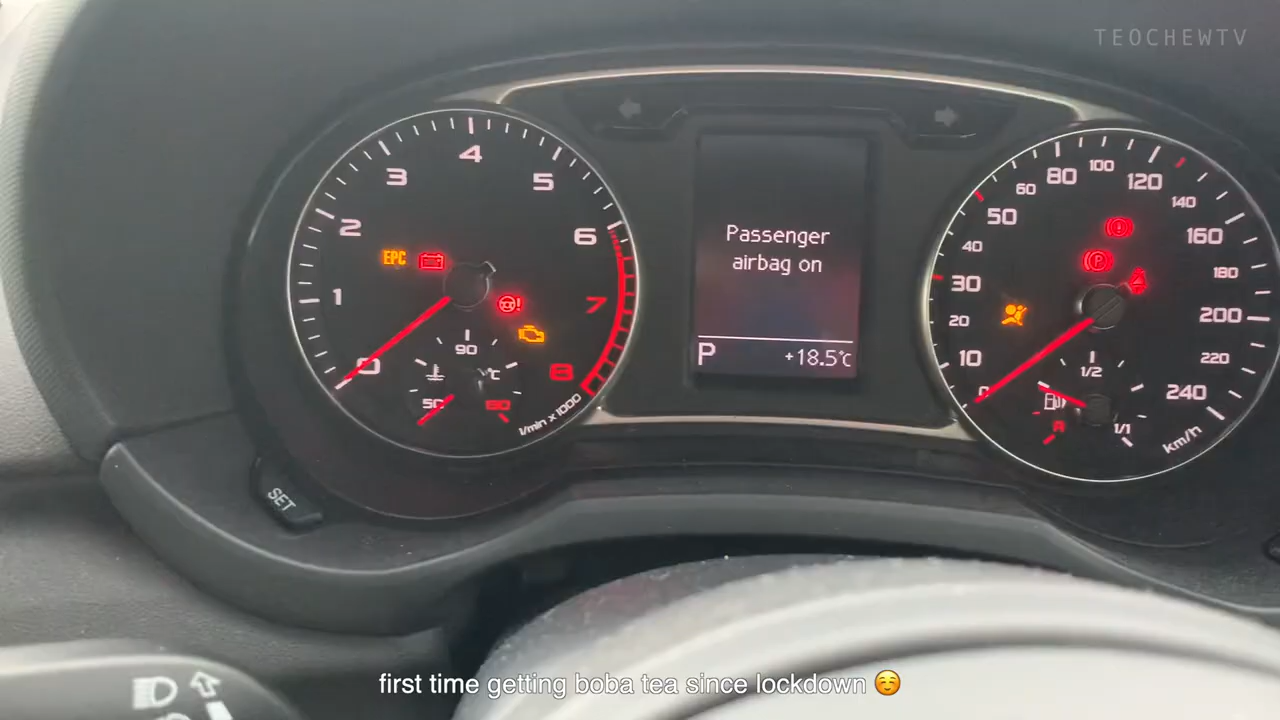 TEOCHEWTV
1
2
3
4
5
6
7
8
0
EPC
90
°C
50
130
1/min x 1000
Passenger
airbag on
P +18.5°C
0
10
20
30
40
50
60
80
100
120
140
160
180
200
220
240
km/h
1/2
R
1/1
SET
first time getting boba tea since lockdown ☺️